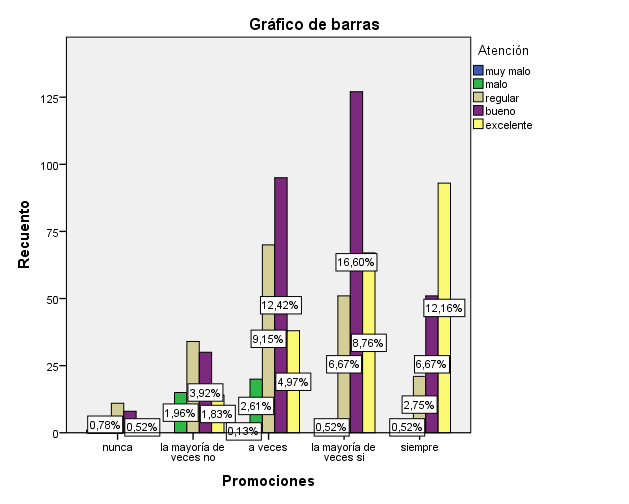 Gráfico de barras
Atención
muy malo
malo
regular
bueno
excelente
Recuento
125
100
75
50
25
0
0,78%
0,52%
1,96%
3,92%
1,83%
0,13%
2,61%
9,15%
12,42%
4,97%
0,52%
6,67%
16,60%
8,76%
0,52%
2,75%
6,67%
12,16%
nunca
la mayoría de
veces no
a veces
la mayoría de
veces si
siempre
Promociones